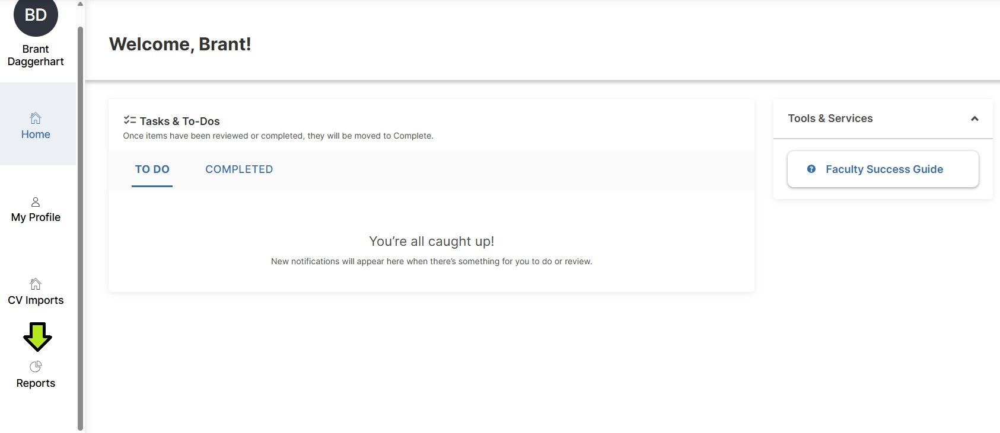 BD
Brant
Daggerhart
Home
My Profile
CV Imports
Reports
Welcome, Brant!
Tasks & To-Dos
Once items have been reviewed or completed, they will be moved to Complete.
TO DO COMPLETED
You’re all caught up!
New notifications will appear here when there’s something for you to do or review.
Tools & Services
Faculty Success Guide